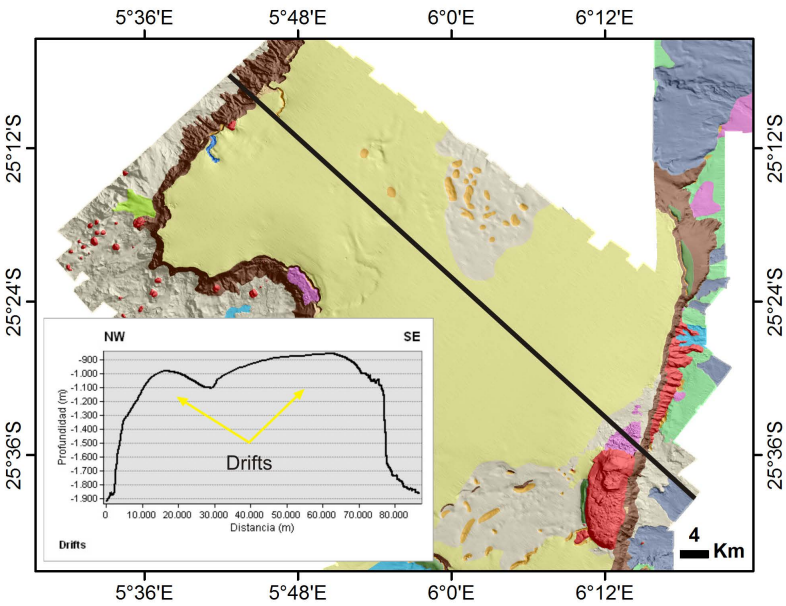 5°36'E 5°48'E 6°0'E 6°12'E
25°12'S 25°12'S
25°24'S 25°24'S
NW SE
-900
-1.000
-1.100
-1.200
-1.300
-1.400
-1.500
-1.600
-1.700
-1.800
-1.900
Profundidad (m)
Drifts
0 10.000 20.000 30.000 40.000 50.000 60.000 70.000 80.000
Distancia (m)
Drifts
25°36'S 25°36'S
4
Km
5°36'E 5°48'E 6°0'E 6°12'E